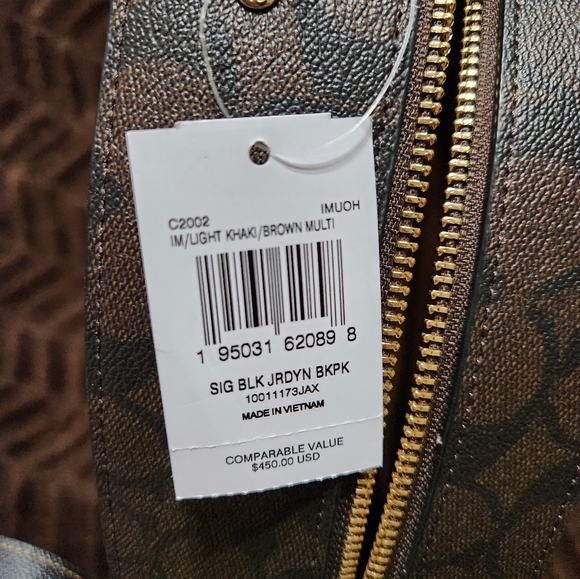 C2002 IMUOH
IM/LIGHT KHAKI/BROWN MULTI
1 95031 62089 8
SIG BLK JRDYN BKPK
10011173JAX
MADE IN VIETNAM
COMPARABLE VALUE
$450.00 USD